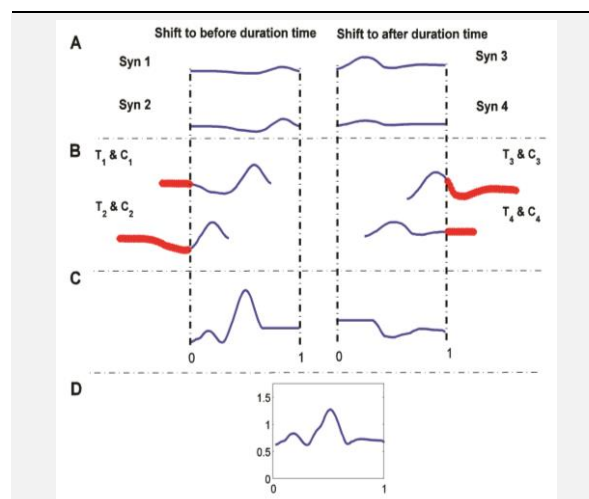 Shift to before duration time Shift to after duration time
A
Syn 1 Syn 3
Syn 2 Syn 4
B
T1 & C1 T3 & C3
T2 & C2 T4 & C4
C
0 1 0 1
D
1.5
1
0.5
0
0 1